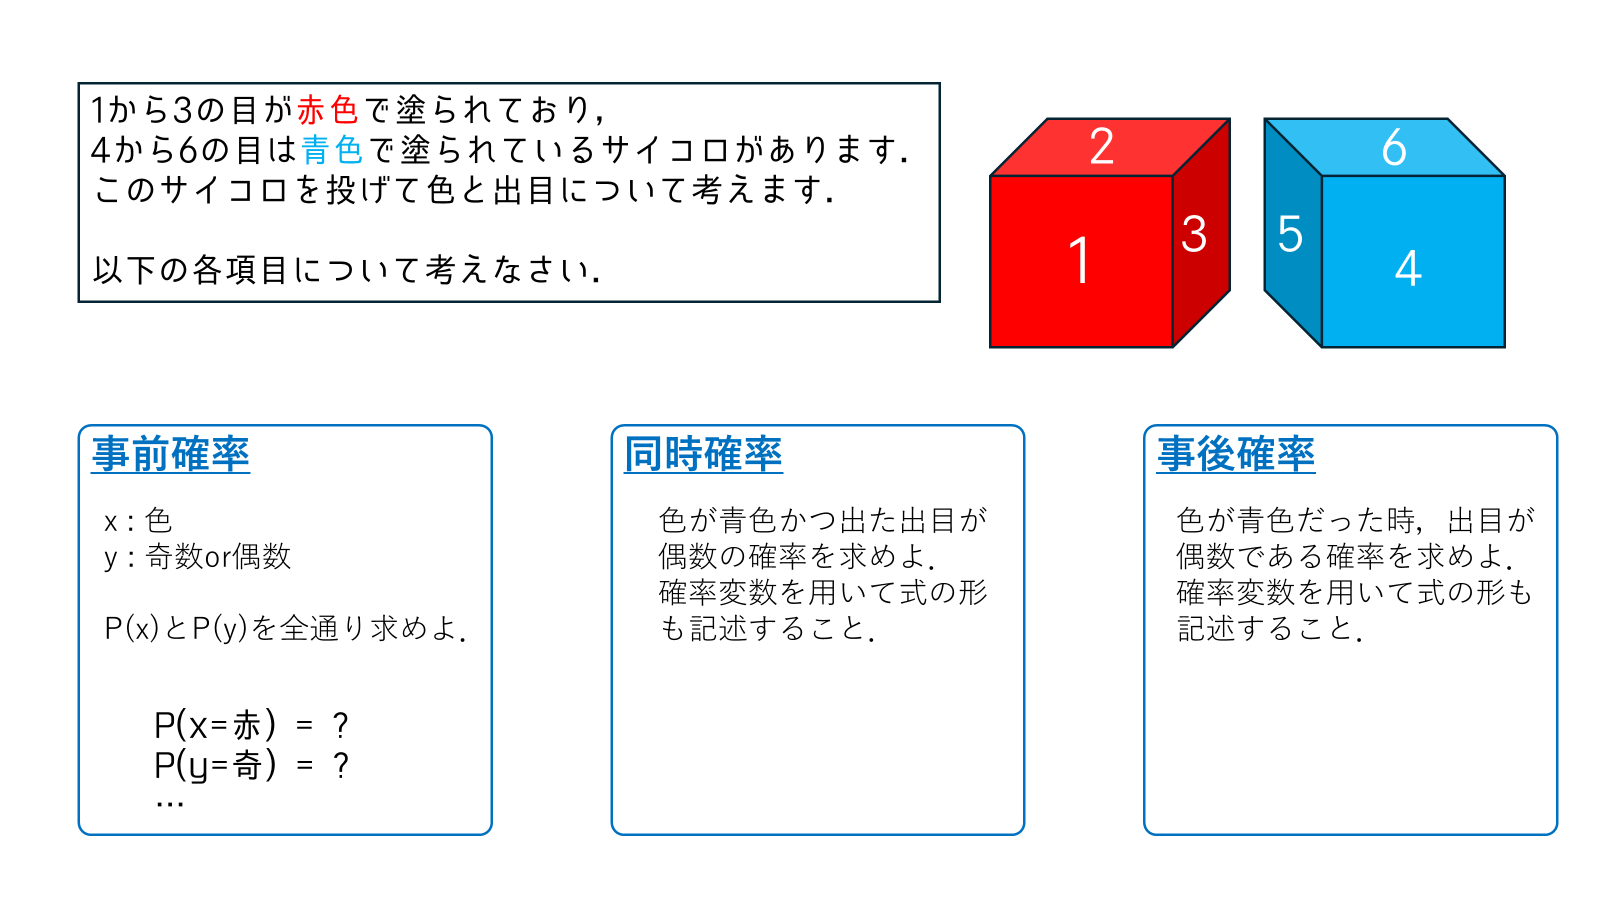 1から3の目が赤色で塗られており，
4から6の目は青色で塗られているサイコロがあります．
このサイコロを投げて色と出目について考えます．
以下の各項目について考えなさい．
2
1
3
6
5
4
事前確率
x：色
y：奇数or偶数
P(x)とP(y)を全通り求めよ．
P(x=赤) = ?
P(y=奇) = ?
…
同時確率
色が青色かつ出た出目が
偶数の確率を求めよ．
確率変数を用いて式の形
も記述すること．
事後確率
色が青色だった時，出目が
偶数である確率を求めよ．
確率変数を用いて式の形も
記述すること．